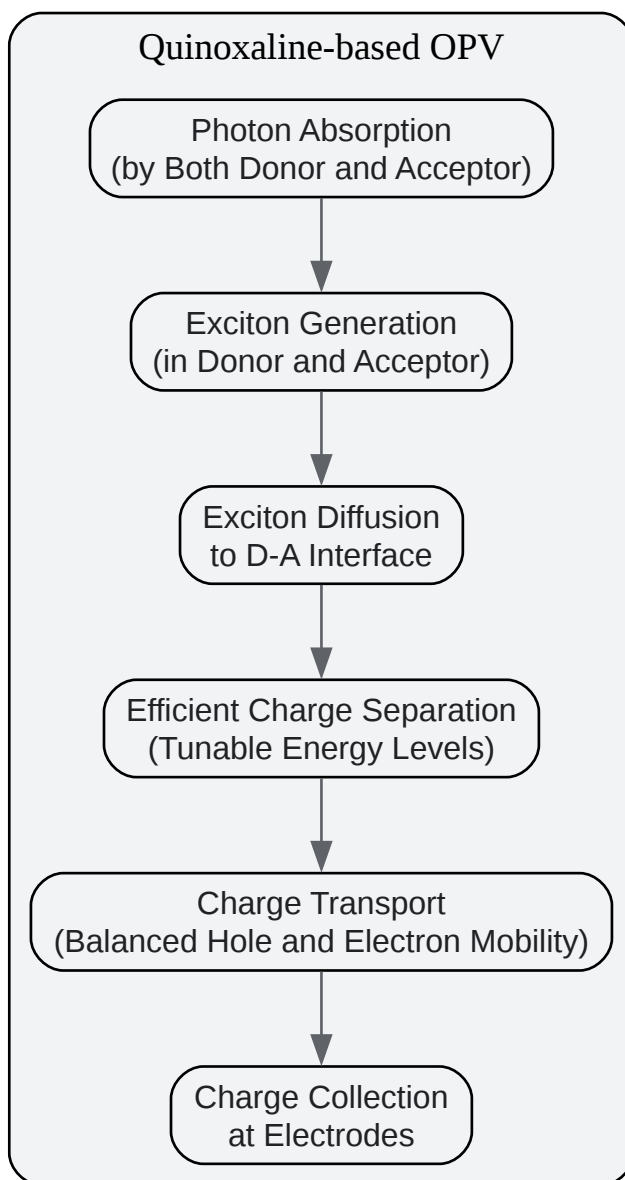 Quinoxaline-based OPV
Photon Absorption
(by Both Donor and Acceptor)
Exciton Generation
(in Donor and Acceptor)
Exciton Diffusion
to D-A Interface
Efficient Charge Separation
(Tunable Energy Levels)
Charge Transport
(Balanced Hole and Electron Mobility)
Charge Collection
at Electrodes